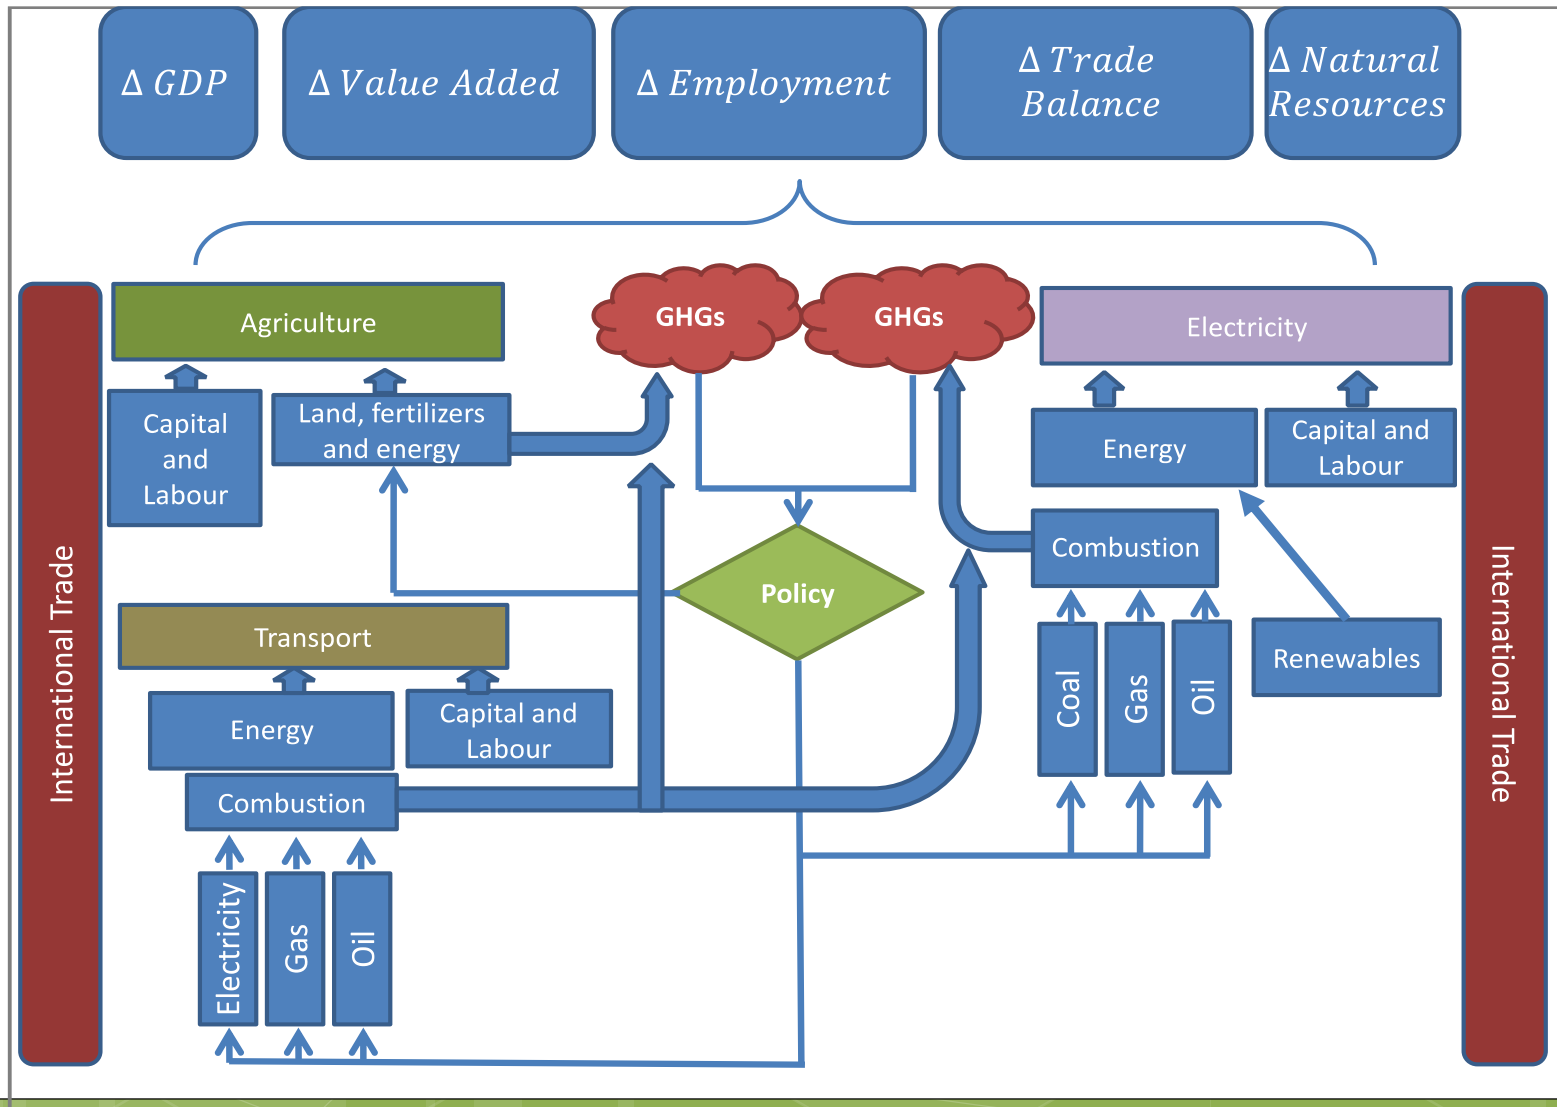 Δ GDP
Δ Value Added
Δ Employment
Δ Trade
Balance
Δ Natural
Resources
International Trade
Agriculture
GHGs
GHGs
Electricity
International Trade
Capital
and
Labour
Land, fertilizers
and energy
Energy
Capital and
Labour
Combustion
Policy
Transport
Renewables
Coal
Gas
Oil
Energy
Capital and
Labour
Combustion
Electricity
Gas
Oil